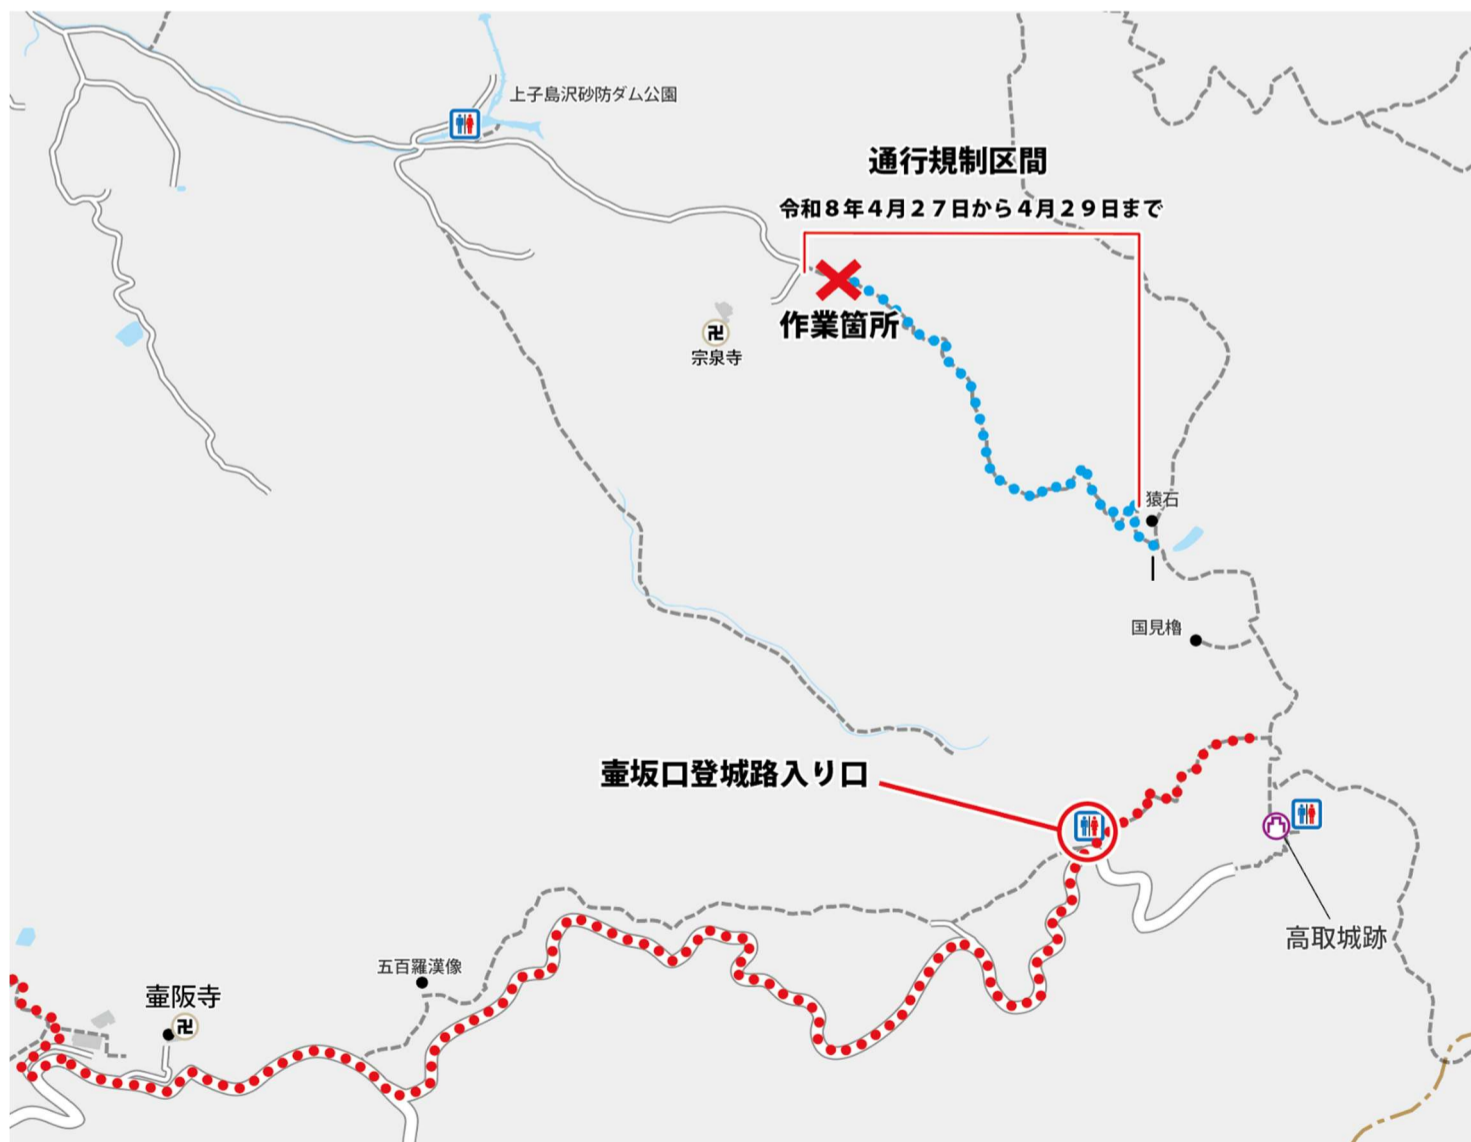 上子島沢砂防ダム公園
通行規制区間
令和８年４月２７日から４月２９日まで
作業箇所
宗泉寺
猿石
国見櫓
壷坂口登城路入り口
高取城跡
五百羅漢像
壷阪寺